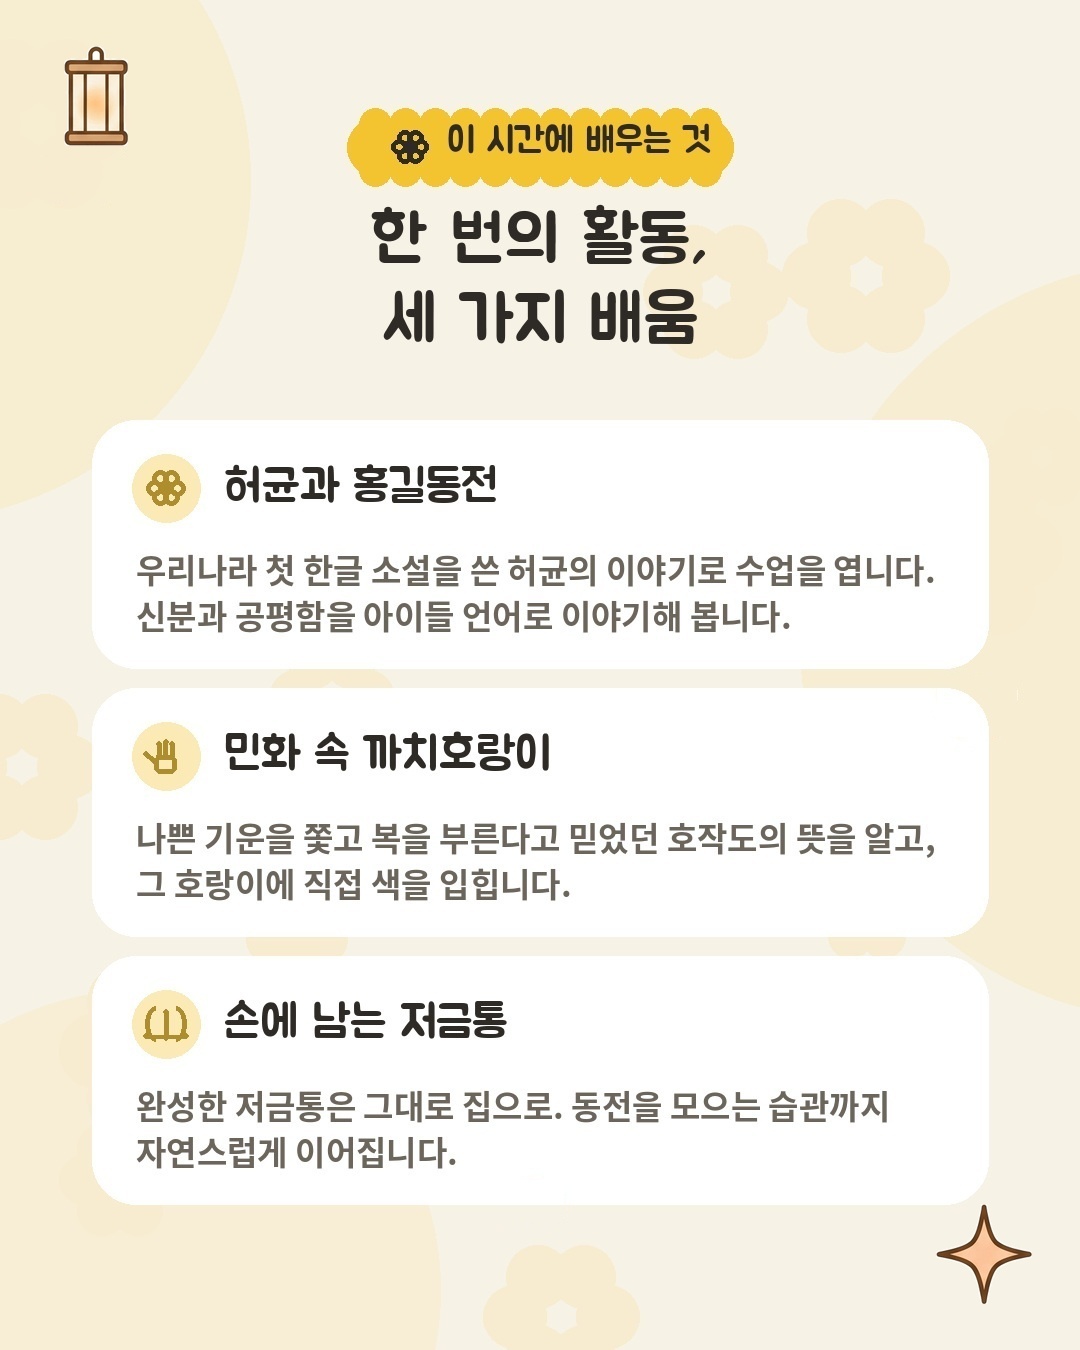 이 시간에 배우는 것
한 번의 활동,
세 가지 배움
허균과 홍길동전
우리나라 첫 한글 소설을 쓴 허균의 이야기로 수업을 엽니다.
신분과 공평함을 아이들 언어로 이야기해 봅니다.
민화 속 까치호랑이
나쁜 기운을 쫓고 복을 부른다고 믿었던 호작도의 뜻을 알고,
그 호랑이에 직접 색을 입힙니다.
손에 남는 저금통
완성한 저금통은 그대로 집으로. 동전을 모으는 습관까지
자연스럽게 이어집니다.